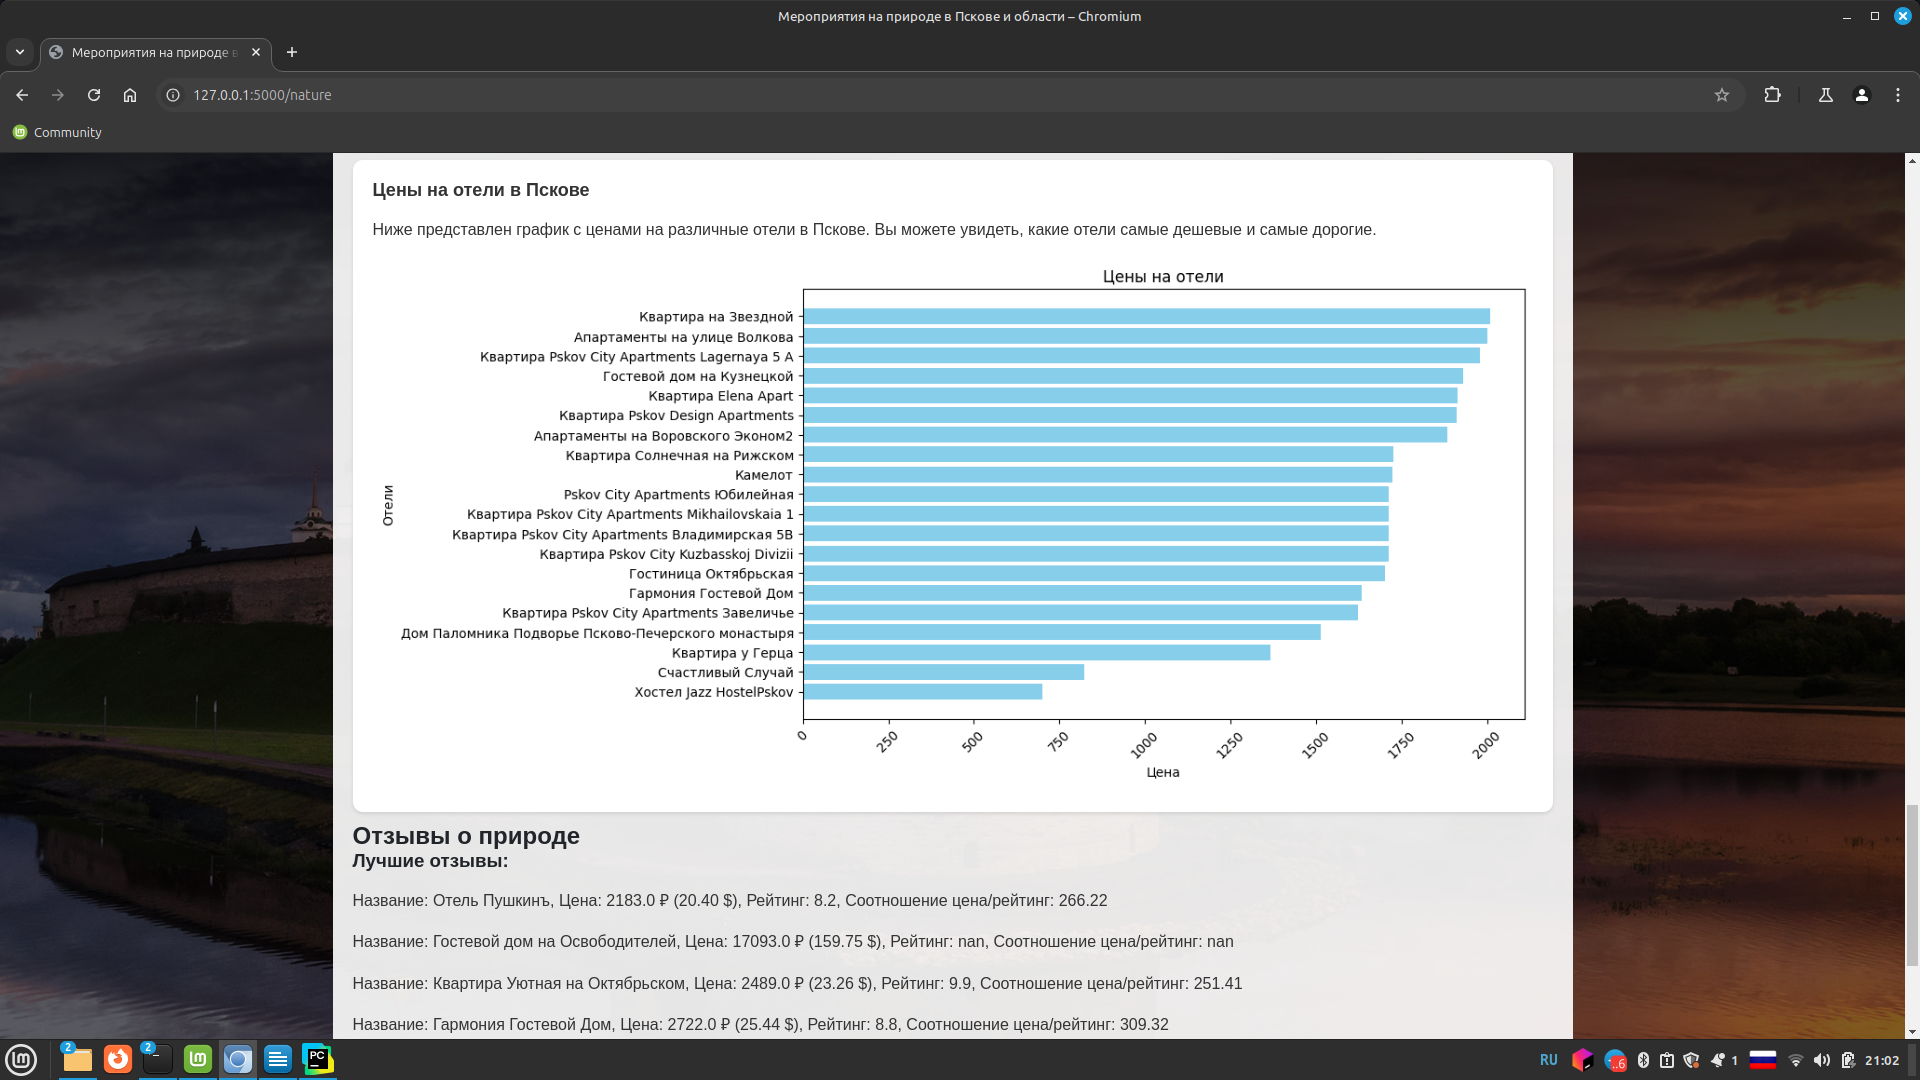 Мероприятия на природе в Пскове и области – Chromium
Мероприятия на природе в
127.0.0.1:5000/nature
Community
Цены на отели в Пскове
Ниже представлен график с ценами на различные отели в Пскове. Вы можете увидеть, какие отели самые дешевые и самые дорогие.
Цены на отели
Отели
Квартира на Звездной
Апартаменты на улице Волкова
Квартира Pskov City Apartments Lagernaya 5 A
Гостевой дом на Кузнецкой
Квартира Elena Apart
Квартира Pskov Design Apartments
Апартаменты на Воровского Эконом2
Квартира Солнечная на Рижском
Камелот
Pskov City Apartments Юбилейная
Квартира Pskov City Apartments Mikhailovskaia 1
Квартира Pskov City Apartments Владимирская 5В
Квартира Pskov City Kuzbasskoj Divizii
Гостиница Октябрьская
Гармония Гостевой Дом
Квартира Pskov City Apartments Завеличье
Дом Паломника Подворье Псково-Печерского монастыря
Квартира у Герца
Счастливый Случай
Хостел Jazz HostelPskov
0 250 500 750 1000 1250 1500 1750 2000
Цена
Отзывы о природе
Лучшие отзывы:
Название: Отель Пушкинъ, Цена: 2183.0 ₽ (20.40 $), Рейтинг: 8.2, Соотношение цена/рейтинг: 266.22
Название: Гостевой дом на Освободителей, Цена: 17093.0 ₽ (159.75 $), Рейтинг: nan, Соотношение цена/рейтинг: nan
Название: Квартира Уютная на Октябрьском, Цена: 2489.0 ₽ (23.26 $), Рейтинг: 9.9, Соотношение цена/рейтинг: 251.41
Название: Гармония Гостевой Дом, Цена: 2722.0 ₽ (25.44 $), Рейтинг: 8.8, Соотношение цена/рейтинг: 309.32
2
2
PC
RU
..6
1
21:02